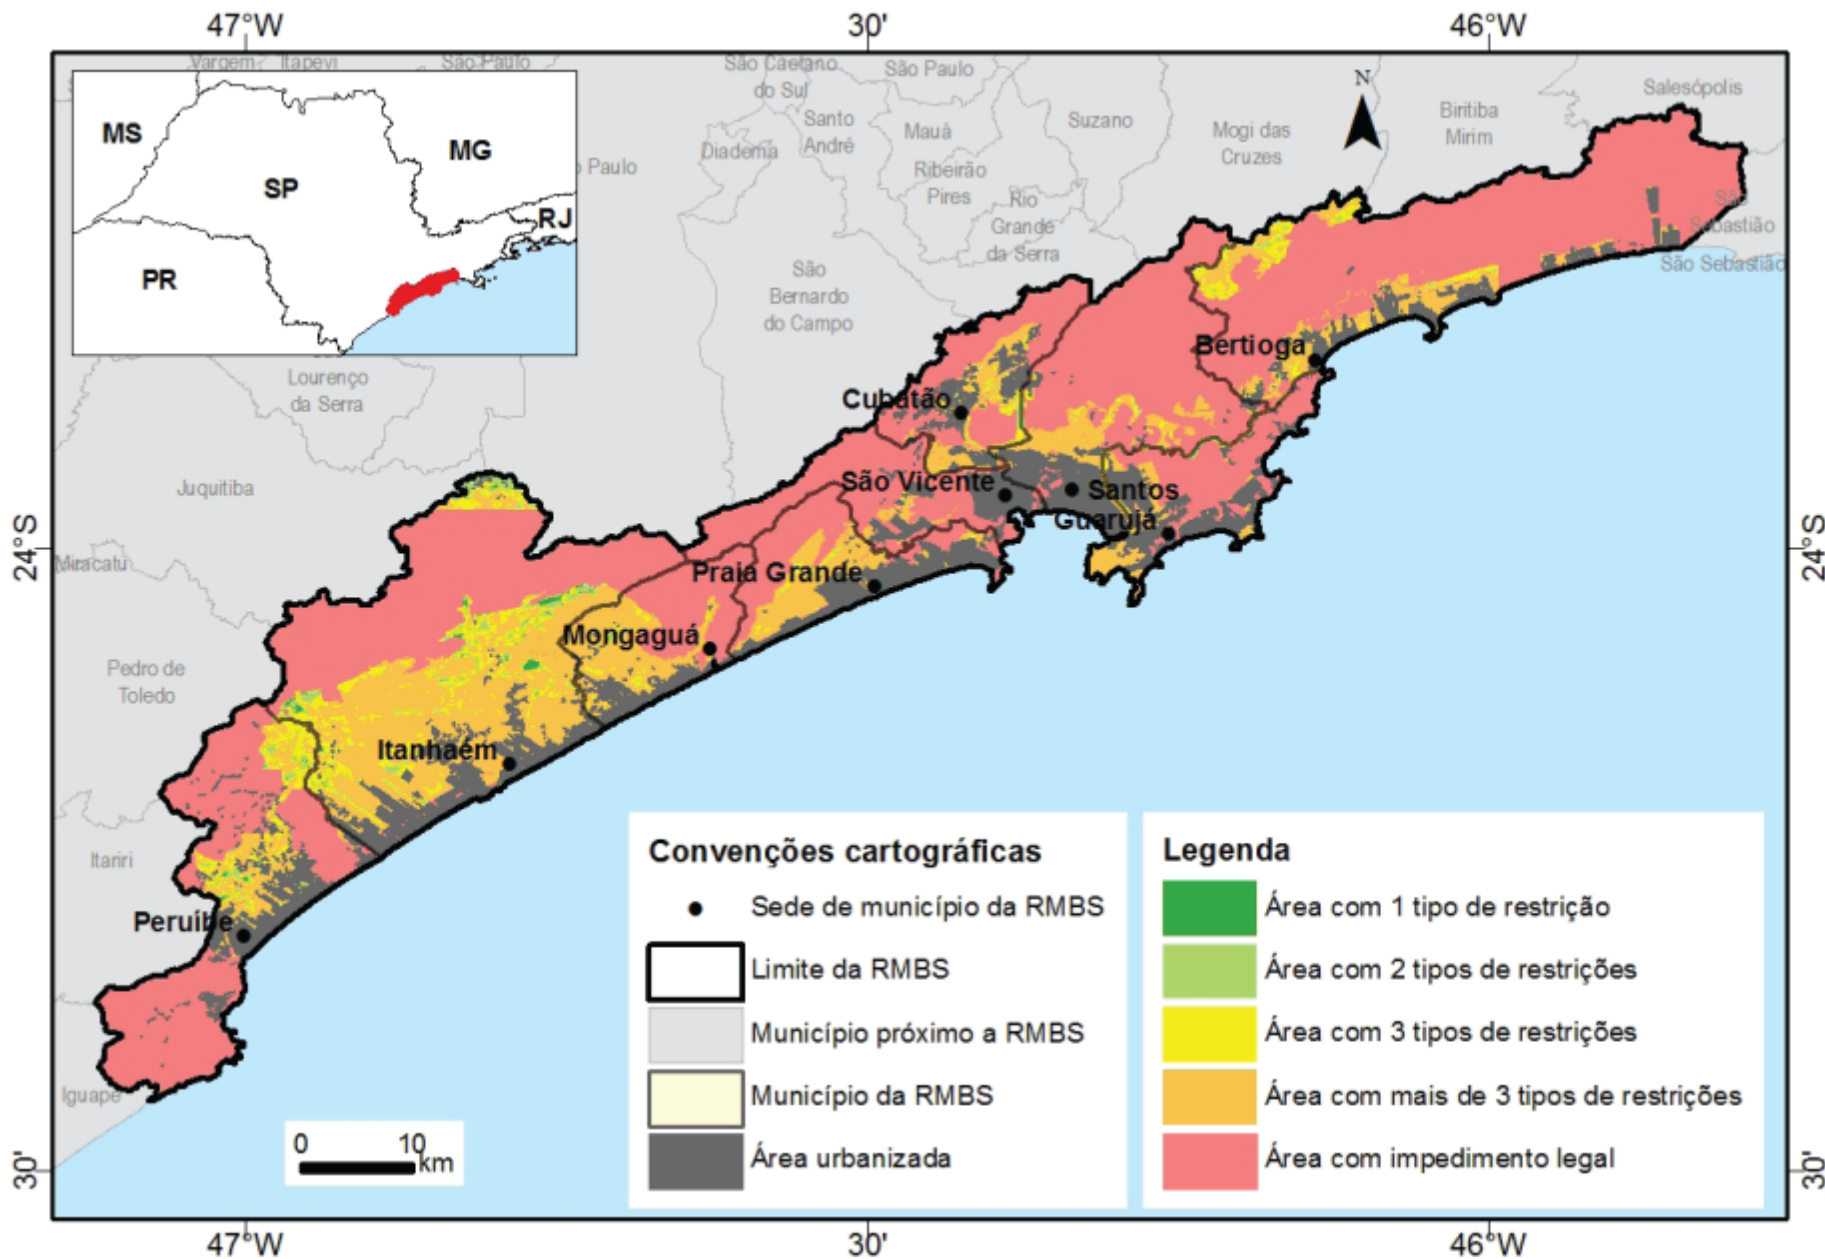 47°W
30'
46°W
Vargem
Itapevi
São Paulo
São Caetano
do Sul
São Paulo
Salesópolis
N
Biritiba
Mirim
Santo
André
Mauá
Suzano
Mogi das
Cruzes
Diadema
Ribeirão
Pires
Paulo
Rio
Grande
da Serra
São
Sebastião
São Sebastião
MS
MG
SP
RJ
PR
São
Bernardo
do Campo
Lourenço
da Serra
Bertioga
Cubatão
Juquitiba
São Vicente
Santos
Guarujá
24°S
24°S
Miracatu
Praia Grande
Mongaguá
Pedro de
Toledo
Itanhaém
Itariri
Peruíbe
Iguape
0
10
km
Convenções cartográficas
Sede de município da RMBS
Limite da RMBS
Município próximo a RMBS
Município da RMBS
Área urbanizada
Legenda
Área com 1 tipo de restrição
Área com 2 tipos de restrições
Área com 3 tipos de restrições
Área com mais de 3 tipos de restrições
Área com impedimento legal
30'
30'
47°W
30'
46°W